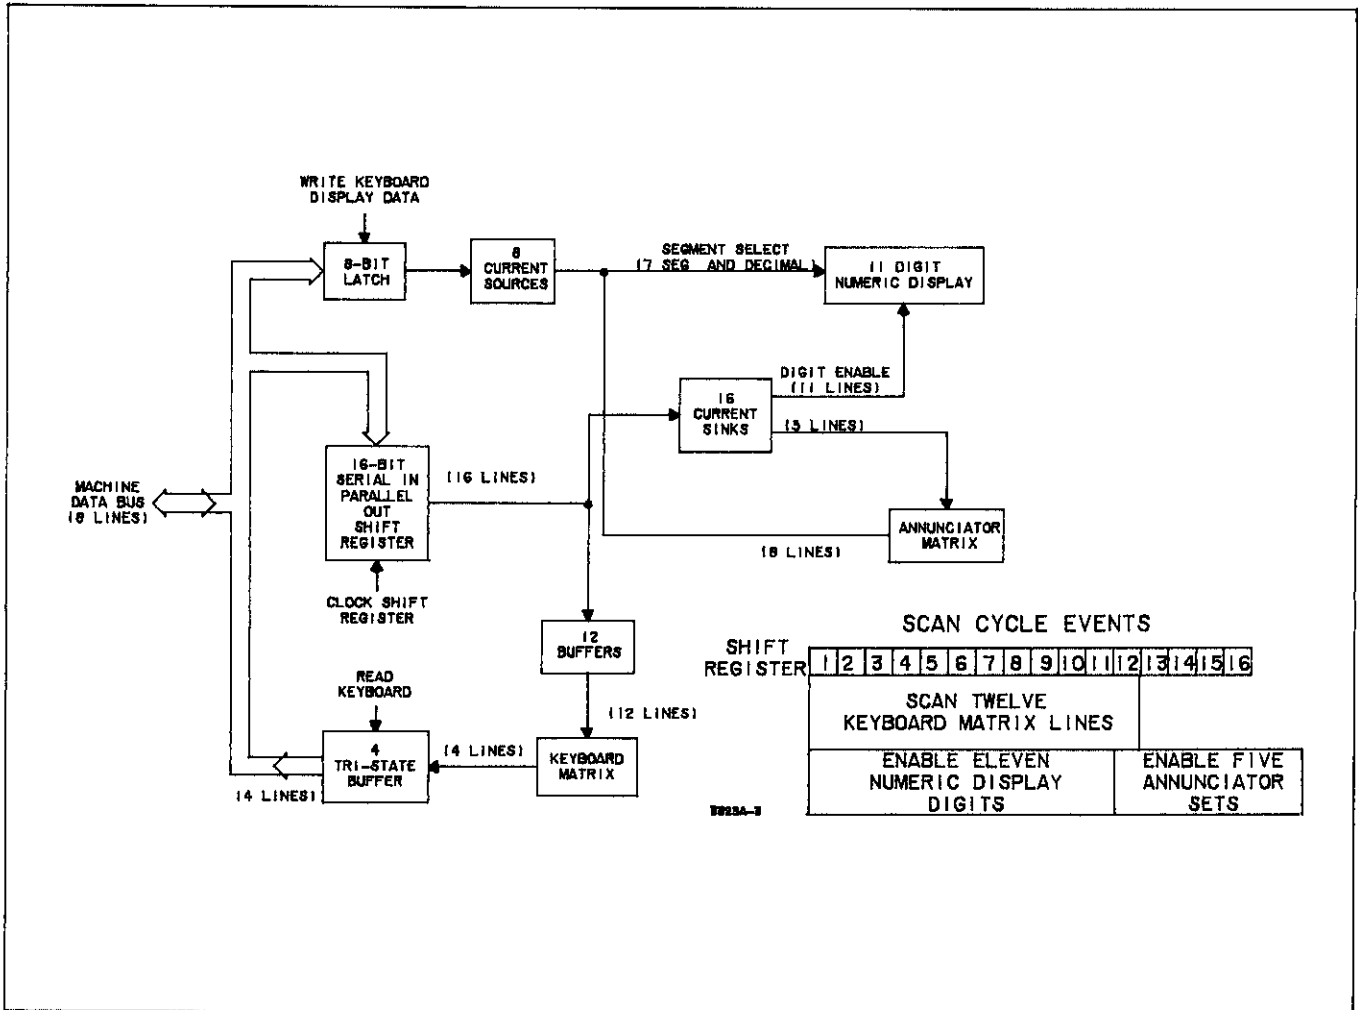 WRITE KEYBOARD
DISPLAY DATA
8-BIT
LATCH
8
CURRENT
SOURCES
SEGMENT SELECT
(7 SEG AND DECIMAL)
11 DIGIT
NUMERIC DISPLAY
DIGIT ENABLE
(11 LINES)
16
CURRENT
SINKS
(5 LINES)
16-BIT
SERIAL IN
PARALLEL
OUT
SHIFT
REGISTER
(16 LINES)
MACHINE
DATA BUS
(8 LINES)
ANNUNCIATOR
MATRIX
(8 LINES)
CLOCK SHIFT
REGISTER
12
BUFFERS
READ
KEYBOARD
(12 LINES)
4
TRI-STATE
BUFFER
(4 LINES)
KEYBOARD
MATRIX
(4 LINES)
SCAN CYCLE EVENTS
SHIFT
REGISTER
1 2 3 4 5 6 7 8 9 10 11 12 13 14 15 16
SCAN TWELVE
KEYBOARD MATRIX LINES
ENABLE ELEVEN
NUMERIC DISPLAY
DIGITS
ENABLE FIVE
ANNUNCIATOR
SETS